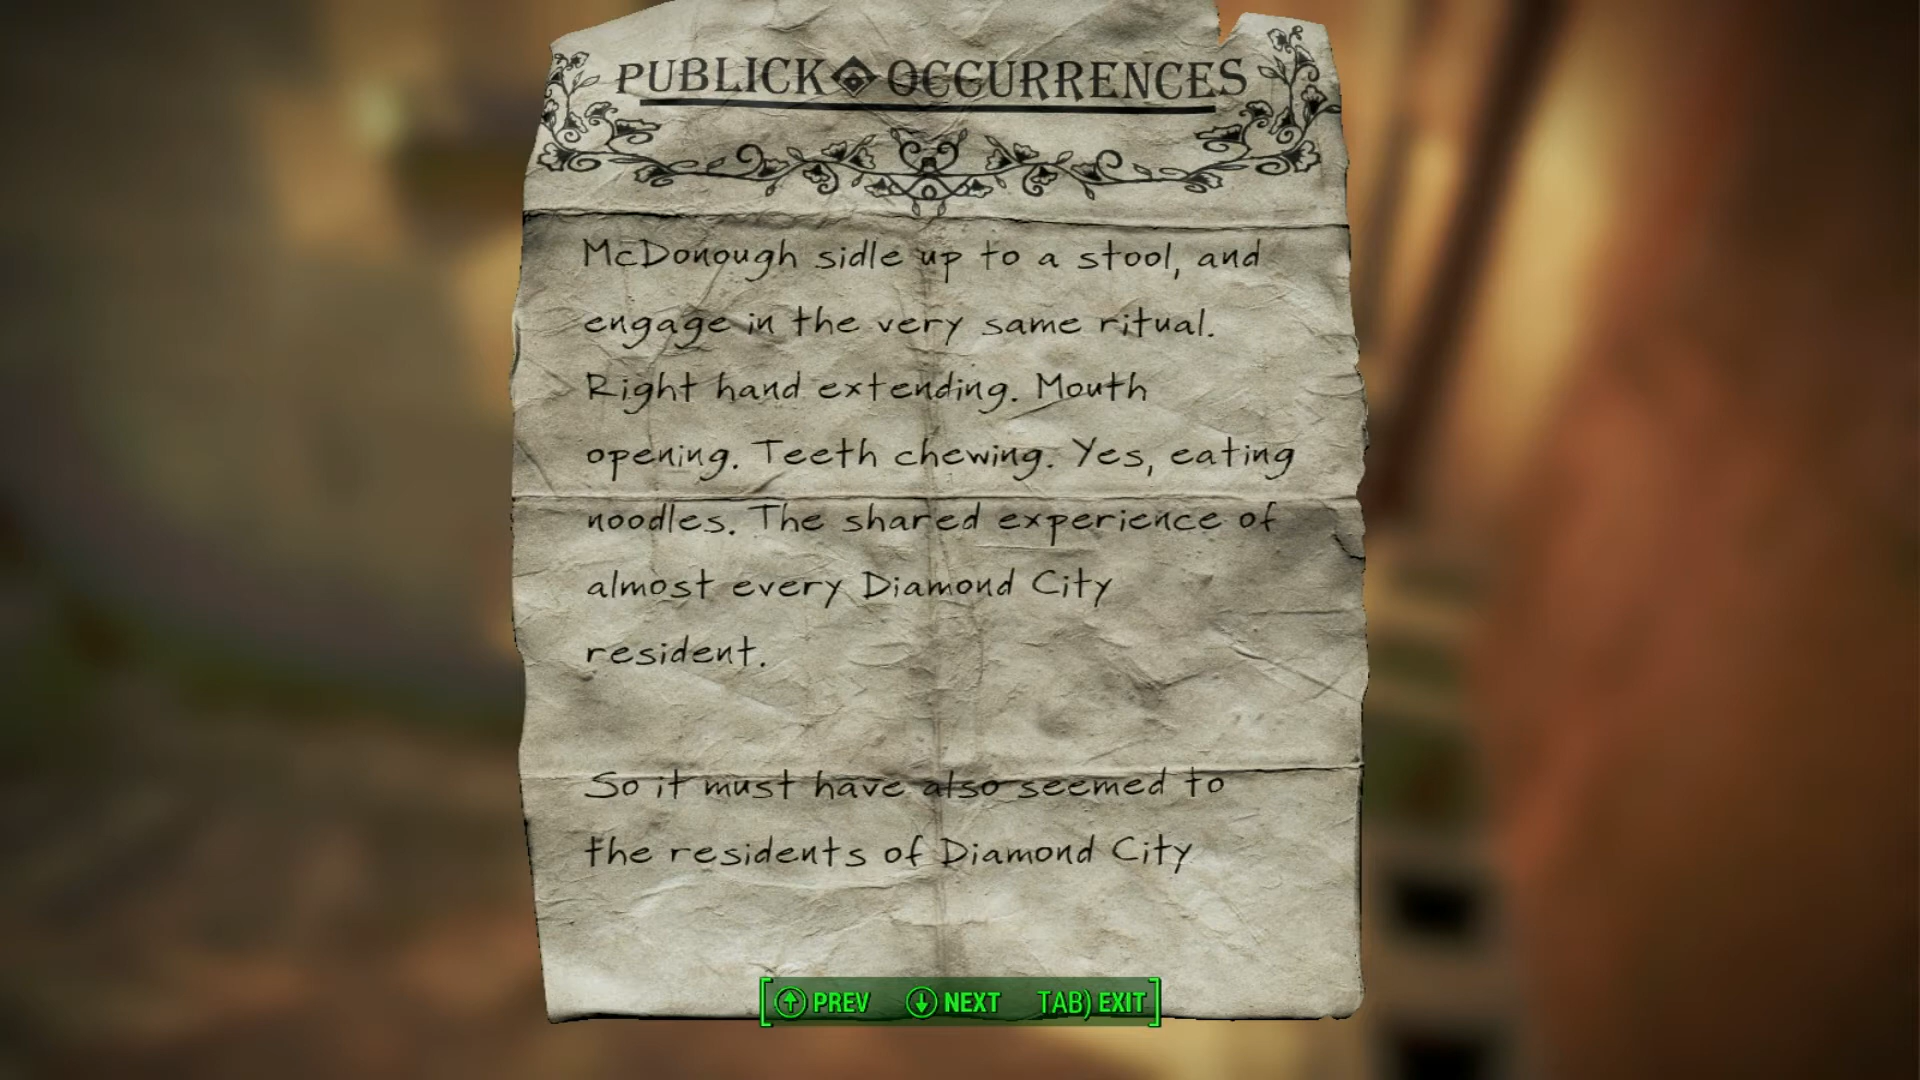 PUBLICK OCCURRENCES
McDonough sidle up to a stool, and
engage in the very same ritual.
Right hand extending. Mouth
opening. Teeth chewing. Yes, eating
noodles. The shared experience of
almost every Diamond City
resident.
So it must have also seemed to
the residents of Diamond City
PREV NEXT TAB) EXIT